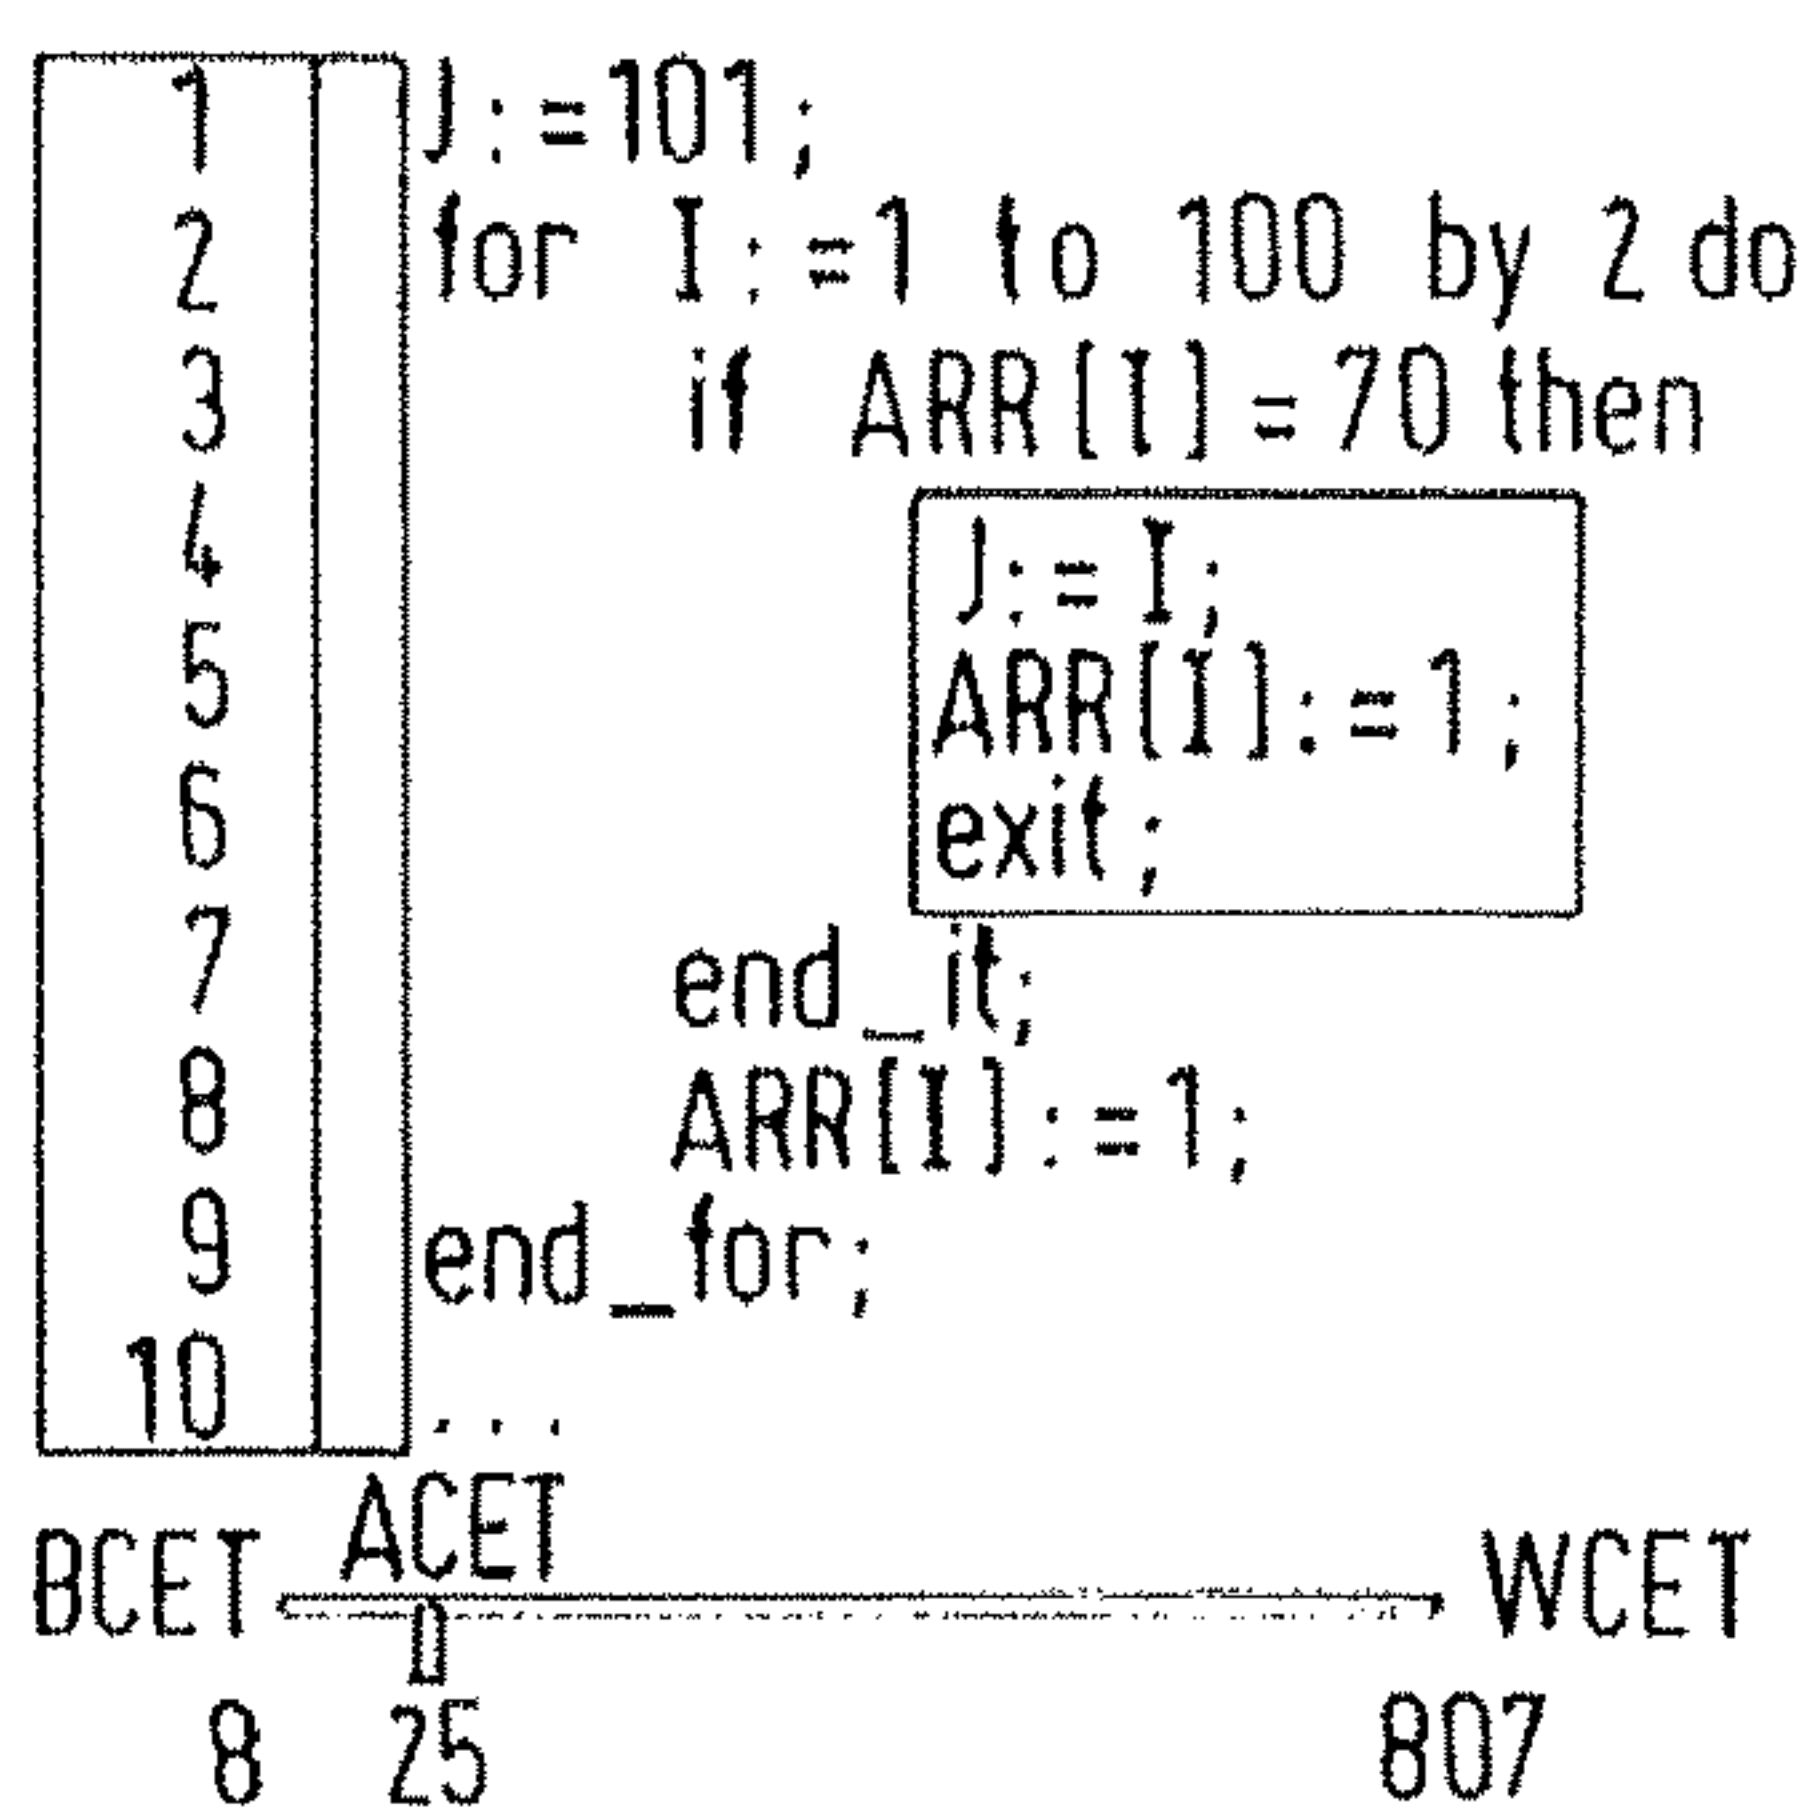 1 J:=101;
2 for I:=1 to 100 by 2 do
3 if ARR[I]=70 then
4 J:=I;
5 ARR[I]:=1;
6 exit;
7 end_if;
8 ARR[I]:=1;
9 end_for;
10 ...
ACET
BCET WCET
8 25 807